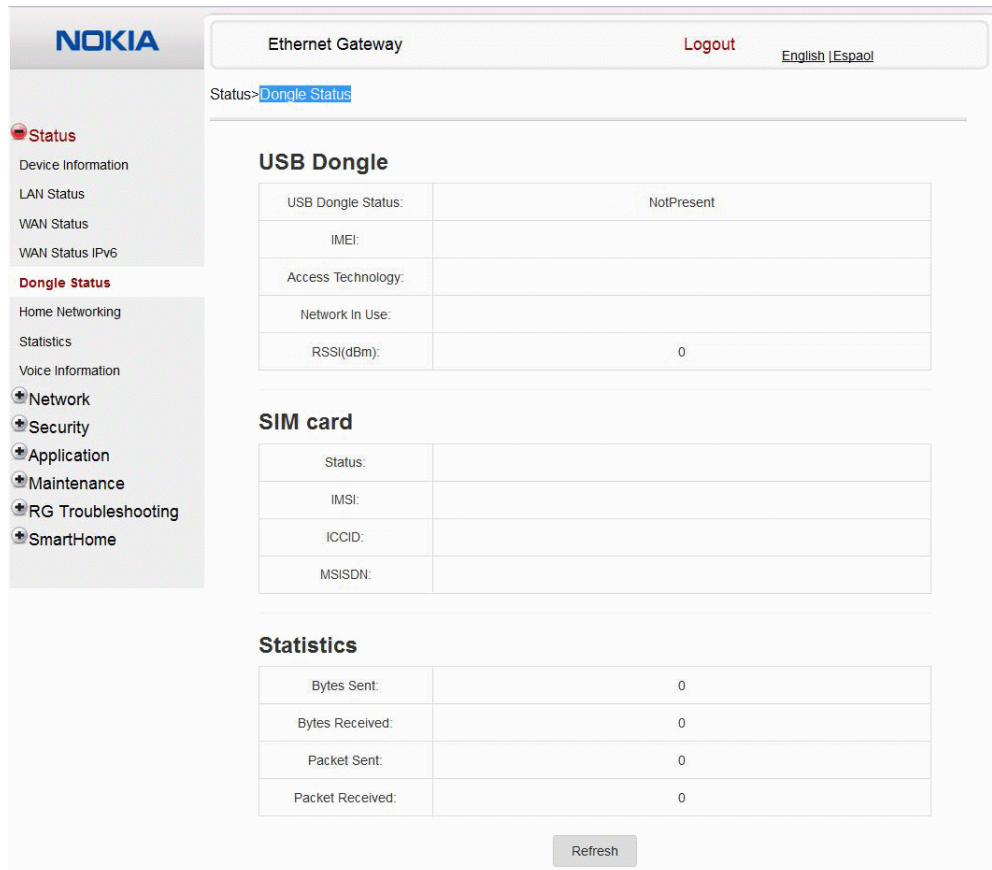 NOKIA
Ethernet Gateway
Logout
English | Espaol
Status>Dongle Status
Status
Device Information
LAN Status
WAN Status
WAN Status IPv6
Dongle Status
Home Networking
Statistics
Voice Information
Network
Security
Application
Maintenance
RG Troubleshooting
SmartHome
USB Dongle
USB Dongle Status: NotPresent
IMEI:
Access Technology:
Network In Use:
RSSI(dBm): 0
SIM card
Status:
IMSI:
ICCID:
MSISDN:
Statistics
Bytes Sent: 0
Bytes Received: 0
Packet Sent: 0
Packet Received: 0
Refresh